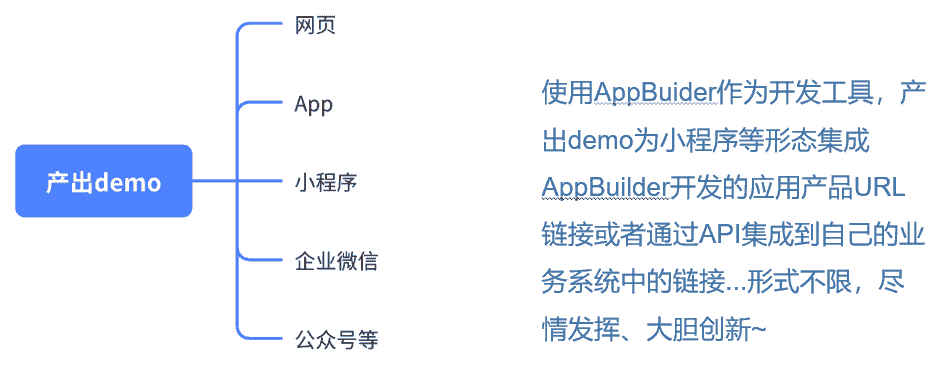 产出demo
网页
App
小程序
企业微信
公众号等
使用AppBuider作为开发工具，产
出demo为小程序等形态集成
AppBuilder开发的应用产品URL
链接或者通过API集成到自己的业
务系统中的链接...形式不限，尽
情发挥、大胆创新~